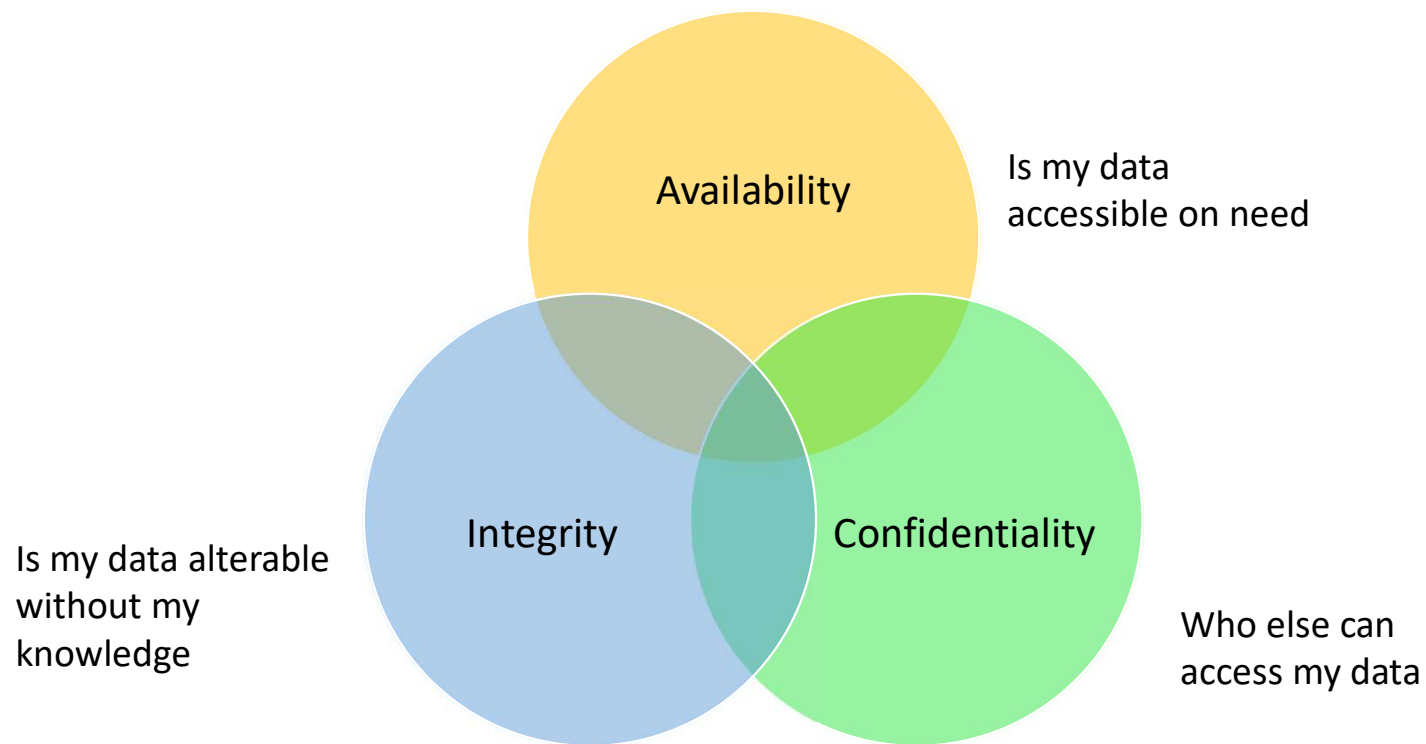 Availability
Is my data
accessible on need
Integrity
Confidentiality
Is my data alterable
without my
knowledge
Who else can
access my data